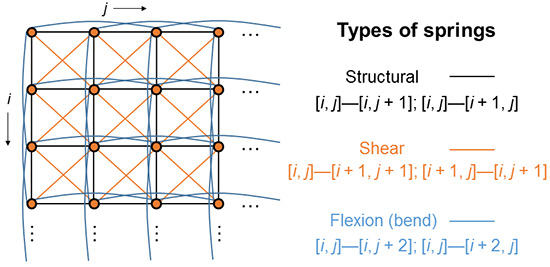 j
i
...
...
...
...
Types of springs
Structural
[i, j]—[i, j + 1]; [i, j]—[i + 1, j]
Shear
[i, j]—[i + 1, j + 1]; [i + 1, j]—[i, j + 1]
Flexion (bend)
[i, j]—[i, j + 2]; [i, j]—[i + 2, j]